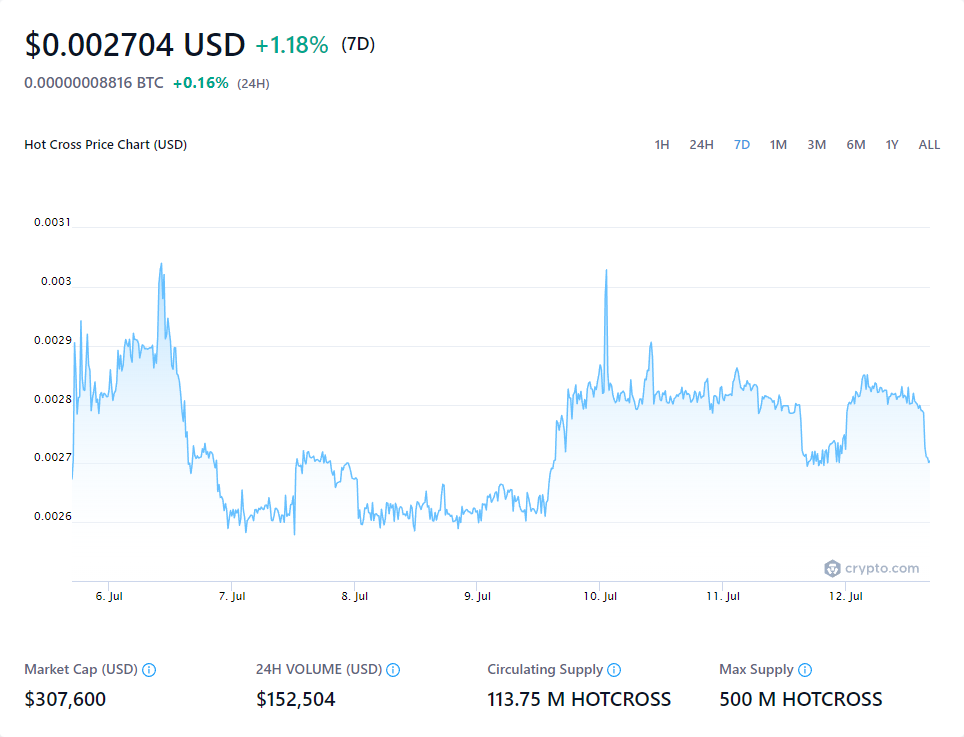 $0.002704 USD +1.18% (7D)
0.00000008816 BTC +0.16% (24H)
Hot Cross Price Chart (USD) 1H 24H 7D 1M 3M 6M 1Y ALL
0.0031
0.003
0.0029
0.0028
0.0027
0.0026
crypto.com
6. Jul 7. Jul 8. Jul 9. Jul 10. Jul 11. Jul 12. Jul
Market Cap (USD) 24H VOLUME (USD) Circulating Supply Max Supply
$307,600 $152,504 113.75 M HOTCROSS 500 M HOTCROSS